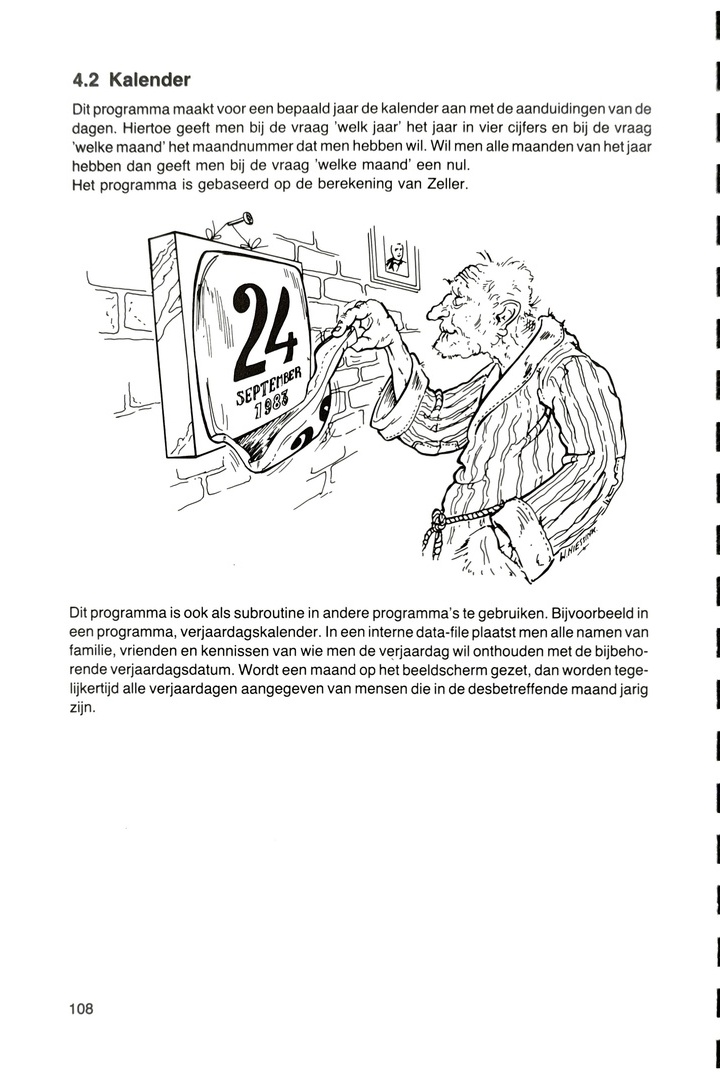 4.2 Kalender
Dit programma maakt voor een bepaald jaar de kalender aan met de aanduidingen van de
dagen. Hiertoe geeft men bij de vraag 'welk jaar' het jaar in vier cijfers en bij de vraag
'welke maand' het maandnummer dat men hebben wil. Wil men alle maanden van het jaar
hebben dan geeft men bij de vraag 'welke maand' een nul.
Het programma is gebaseerd op de berekening van Zeller.
24
SEPTEMBER
1983
W. HIESTINK.
Dit programma is ook als subroutine in andere programma's te gebruiken. Bijvoorbeeld in
een programma, verjaardagskalender. In een interne data-file plaatst men alle namen van
familie, vrienden en kennissen van wie men de verjaardag wil onthouden met de bijbeho-
rende verjaardagsdatum. Wordt een maand op het beeldscherm gezet, dan worden tege-
lijkertijd alle verjaardagen aangegeven van mensen die in de desbetreffende maand jarig
zijn.
108